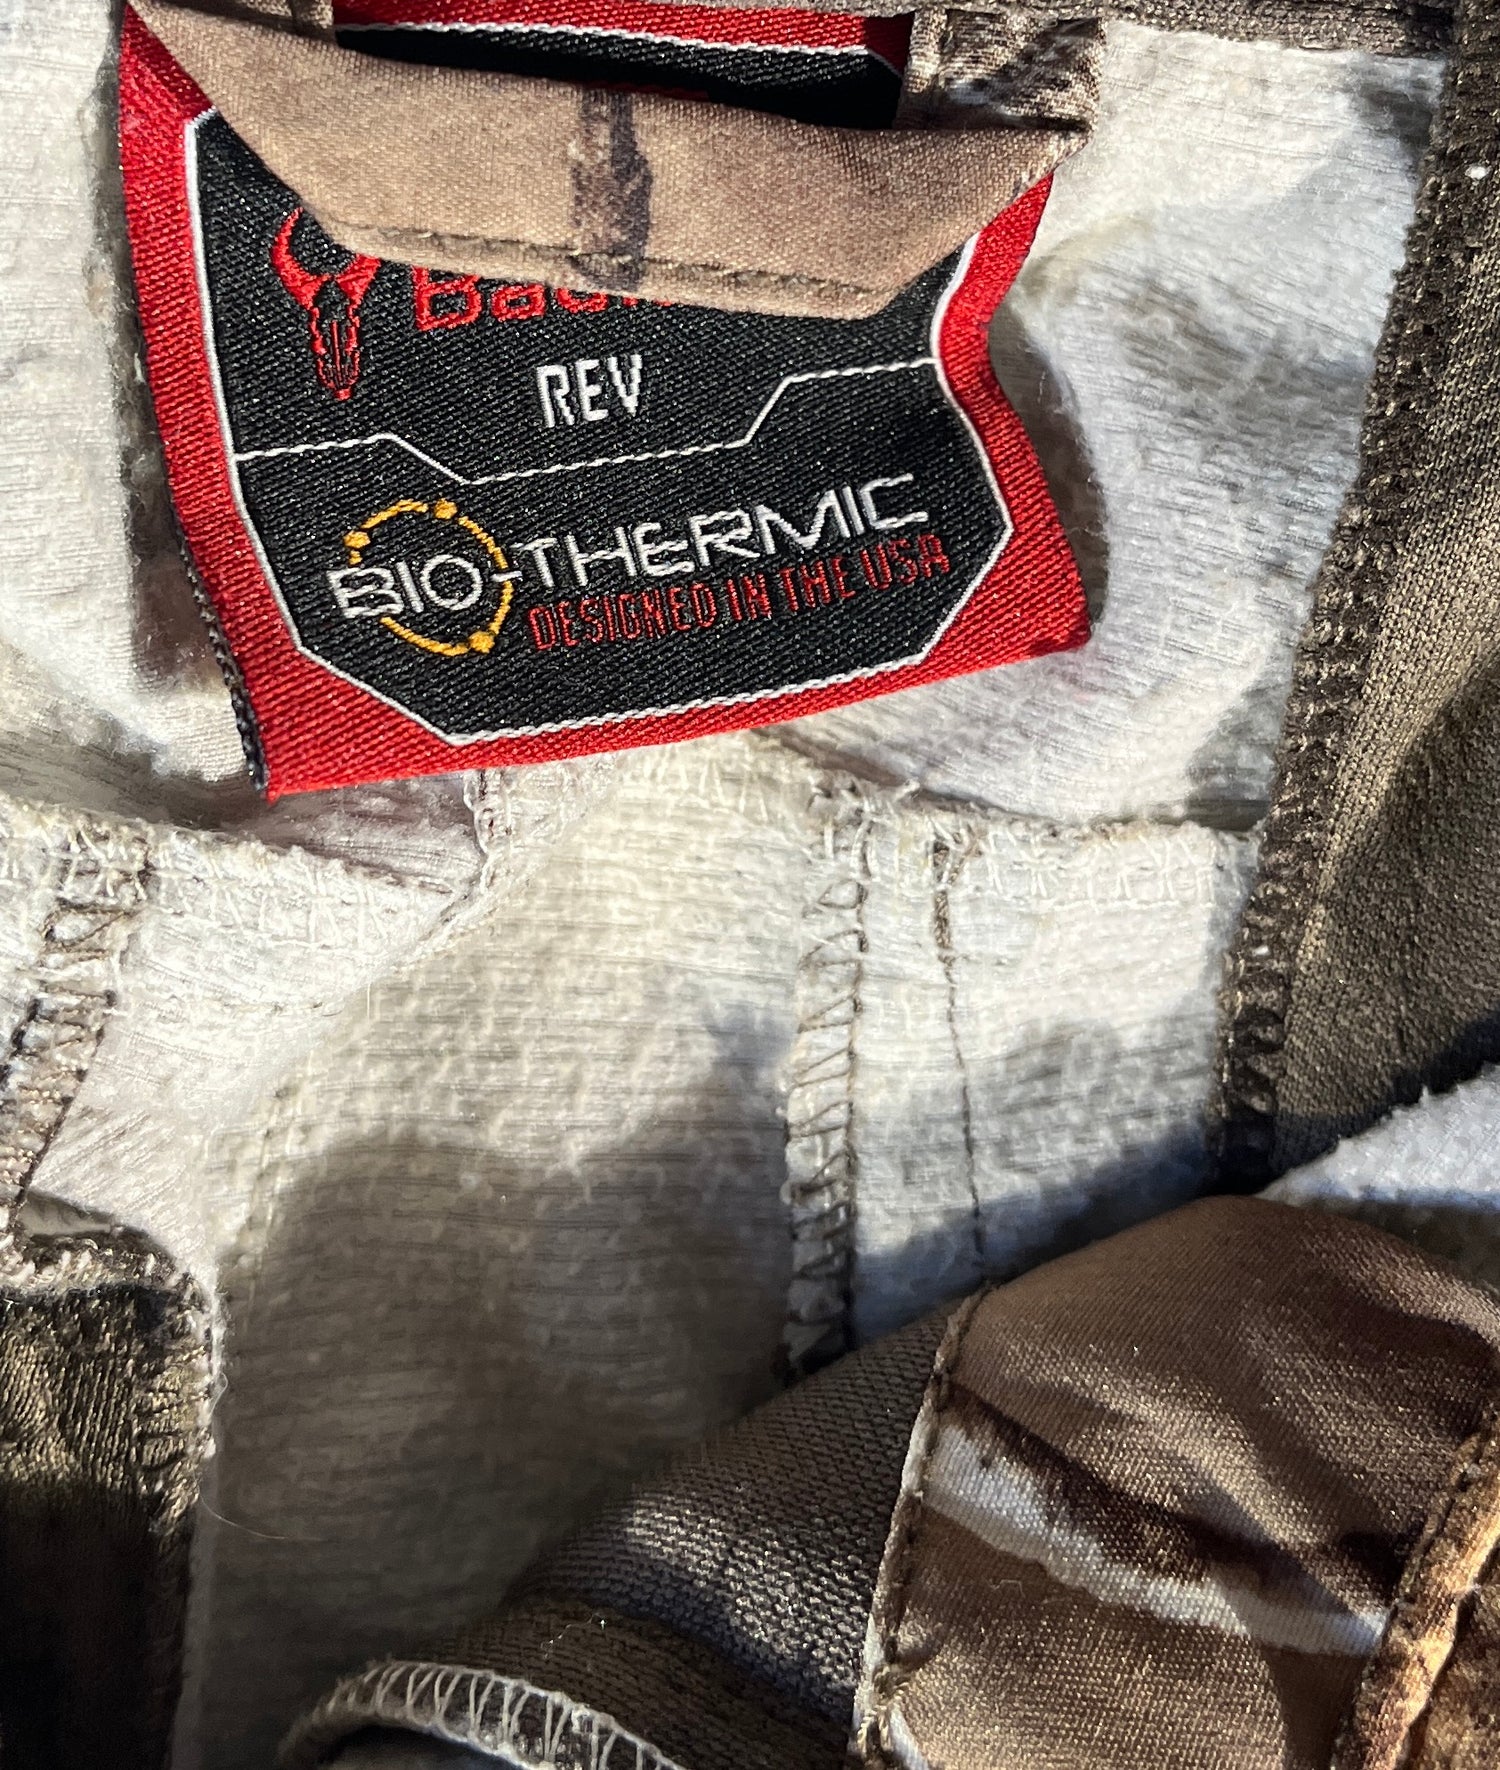 REV
BIO-THERMIC
DESIGNED IN THE USA